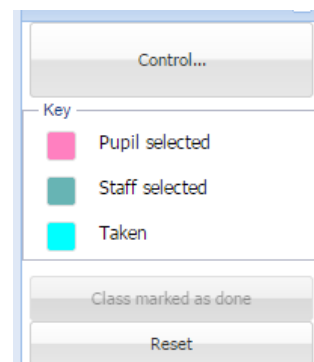 Control...
Key
Pupil selected
Staff selected
Taken
Class marked as done
Reset